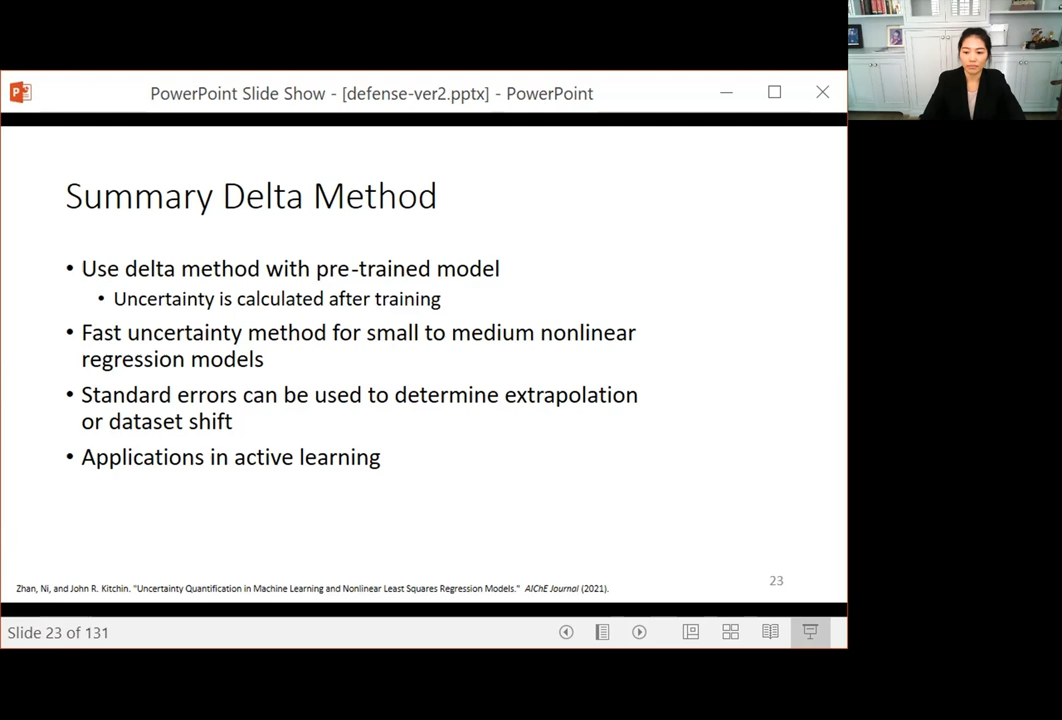 PowerPoint Slide Show - [defense-ver2.pptx] - PowerPoint
Summary Delta Method
• Use delta method with pre-trained model
• Uncertainty is calculated after training
• Fast uncertainty method for small to medium nonlinear
regression models
• Standard errors can be used to determine extrapolation
or dataset shift
• Applications in active learning
Zhan, Ni, and John R. Kitchin. "Uncertainty Quantification in Machine Learning and Nonlinear Least Squares Regression Models." AIChE Journal (2021).
23
Slide 23 of 131